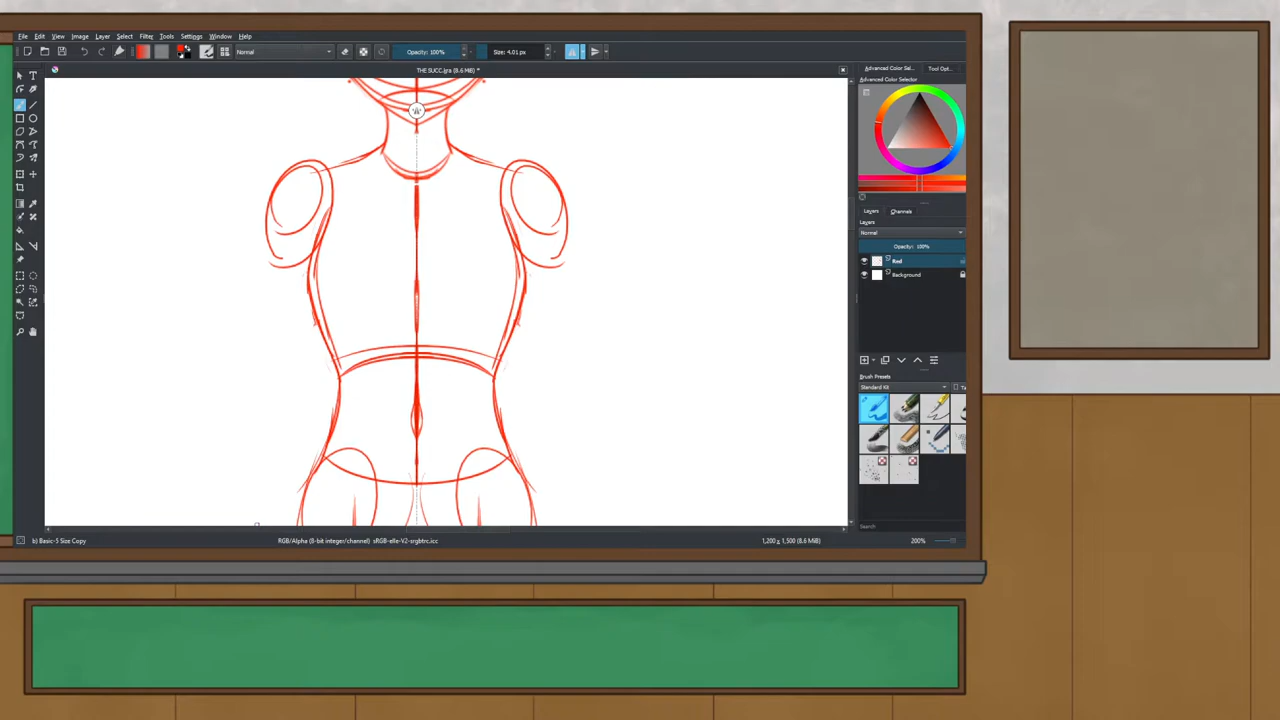 File Edit View Image Layer Select Filter Tools Settings Window Help
Normal Opacity: 100% Size: 4.01 px
THE SUCC.kra (8.6 MiB) *
Advanced Color Sel... Tool Opt...
Advanced Color Selector
Layers Channels
Layers
Normal
Opacity: 100%
Red
Background
Brush Presets
Standard Kit Ta
Search
b) Basic-5 Size Copy RGB/Alpha (8-bit integer/channel) sRGB-elle-V2-srgbtrc.icc 1,200 x 1,500 (8.6 MiB) 200%